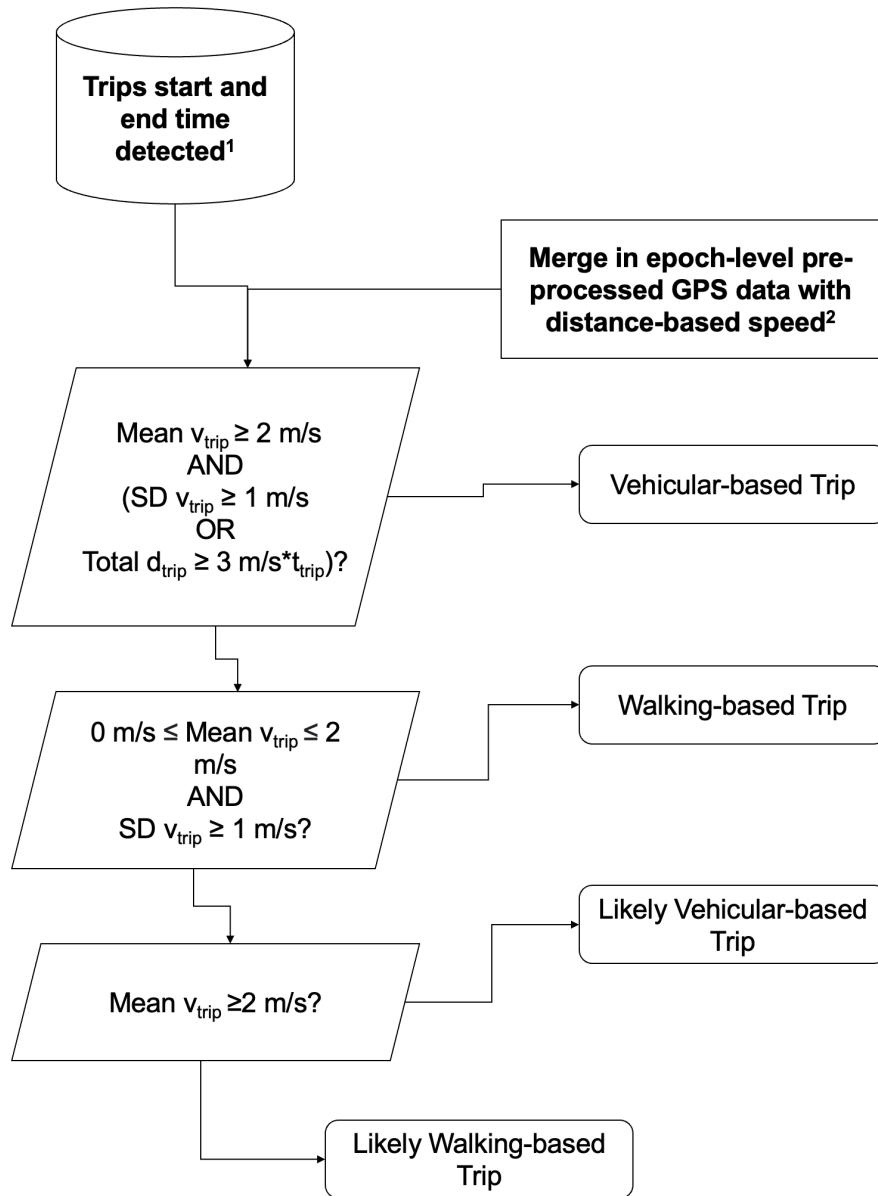 Trips start and
end time
detected¹
Merge in epoch-level pre-
processed GPS data with
distance-based speed²
Mean v_trip ≥ 2 m/s
AND
(SD v_trip ≥ 1 m/s
OR
Total d_trip ≥ 3 m/s*t_trip)?
Vehicular-based Trip
0 m/s ≤ Mean v_trip ≤ 2
m/s
AND
SD v_trip ≥ 1 m/s?
Walking-based Trip
Mean v_trip ≥2 m/s?
Likely Vehicular-based
Trip
Likely Walking-based
Trip